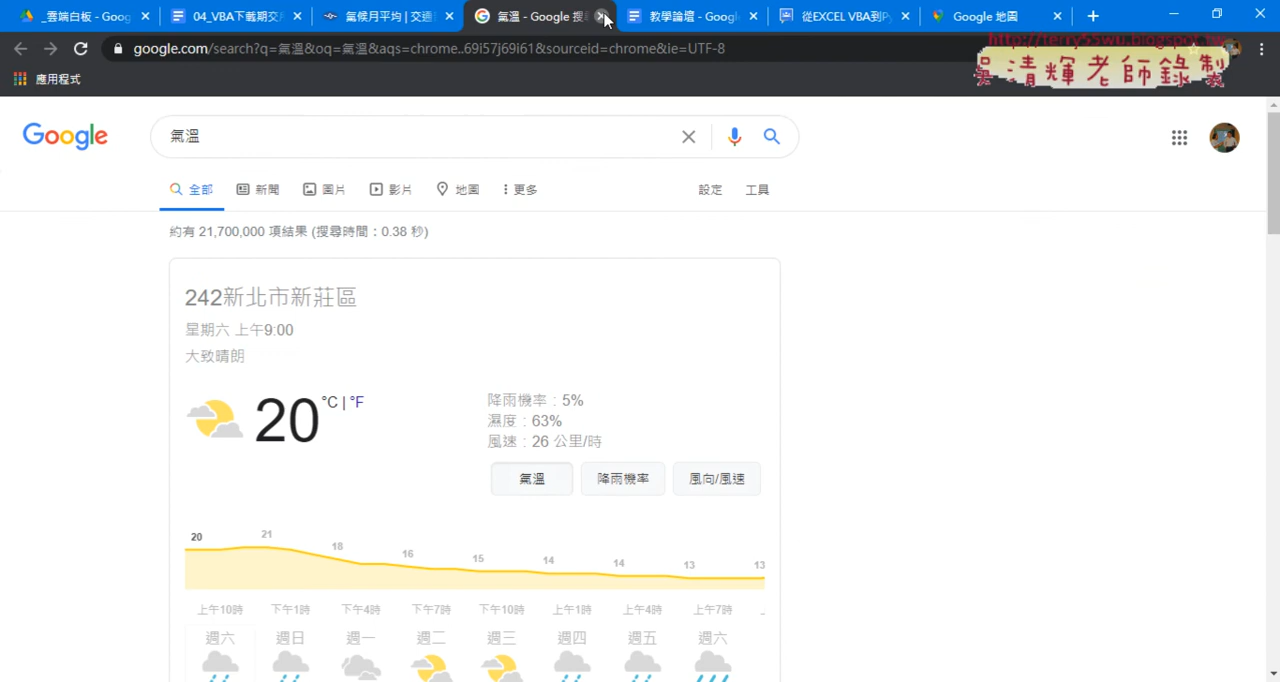 _雲端白板 - Goog
04_VBA下載期交
氣候月平均 | 交通
氣溫 - Google 搜
教學論壇 - Googl
從EXCEL VBA到P
Google 地圖
google.com/search?q=氣溫&oq=氣溫&aqs=chrome..69i57j69i61&sourceid=chrome&ie=UTF-8
http://terry55wu.blogspot.tw
吳清輝老師錄製
應用程式
Google
氣溫
全部
新聞
圖片
影片
地圖
更多
設定
工具
約有 21,700,000 項結果 (搜尋時間：0.38 秒)
242新北市新莊區
星期六 上午9:00
大致晴朗
20 °C | °F
降雨機率：5%
濕度：63%
風速：26 公里/時
氣溫 降雨機率 風向/風速
20 21 18 16 15 14 14 13 13
上午10時 下午1時 下午4時 下午7時 下午10時 上午1時 上午4時 上午7時
週六 週日 週一 週二 週三 週四 週五 週六